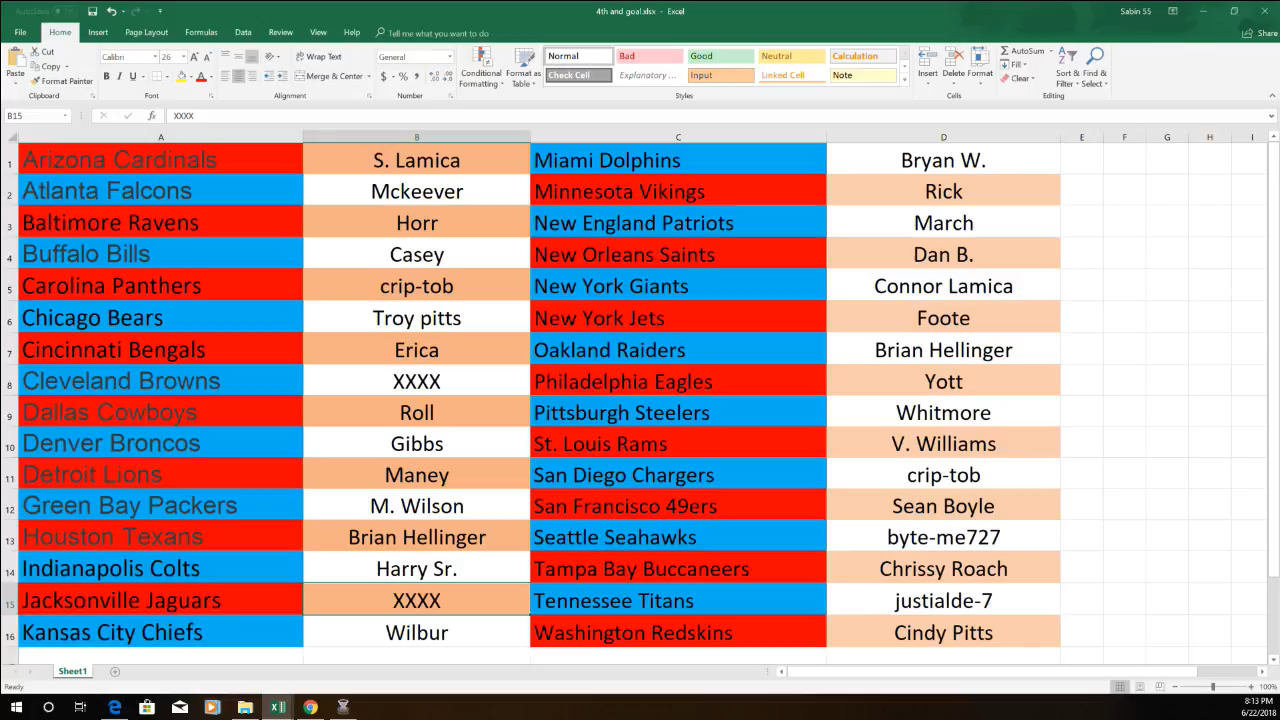 AutoSave
4th and goal.xlsx - Excel
Sabin 55
File Home Insert Page Layout Formulas Data Review View Help Tell me what you want to do
Share
Paste
Cut
Copy
Format Painter
Clipboard
Calibri 26
B I U
Font
Wrap Text
Merge & Center
Alignment
General
$ % ,
Number
Conditional Formatting
Format as Table
Normal Bad Good Neutral Calculation
Check Cell Explanatory ... Input Linked Cell Note
Styles
Insert Delete Format
Cells
AutoSum
Fill
Clear
Sort & Filter
Find & Select
Editing
B15 fx XXXX
A B C D E F G H I
1 Arizona Cardinals S. Lamica Miami Dolphins Bryan W.
2 Atlanta Falcons Mckeever Minnesota Vikings Rick
3 Baltimore Ravens Horr New England Patriots March
4 Buffalo Bills Casey New Orleans Saints Dan B.
5 Carolina Panthers crip-tob New York Giants Connor Lamica
6 Chicago Bears Troy pitts New York Jets Foote
7 Cincinnati Bengals Erica Oakland Raiders Brian Hellinger
8 Cleveland Browns XXXX Philadelphia Eagles Yott
9 Dallas Cowboys Roll Pittsburgh Steelers Whitmore
10 Denver Broncos Gibbs St. Louis Rams V. Williams
11 Detroit Lions Maney San Diego Chargers crip-tob
12 Green Bay Packers M. Wilson San Francisco 49ers Sean Boyle
13 Houston Texans Brian Hellinger Seattle Seahawks byte-me727
14 Indianapolis Colts Harry Sr. Tampa Bay Buccaneers Chrissy Roach
15 Jacksonville Jaguars XXXX Tennessee Titans justialde-7
16 Kansas City Chiefs Wilbur Washington Redskins Cindy Pitts
Sheet1
Ready
100%
8:13 PM
6/22/2018